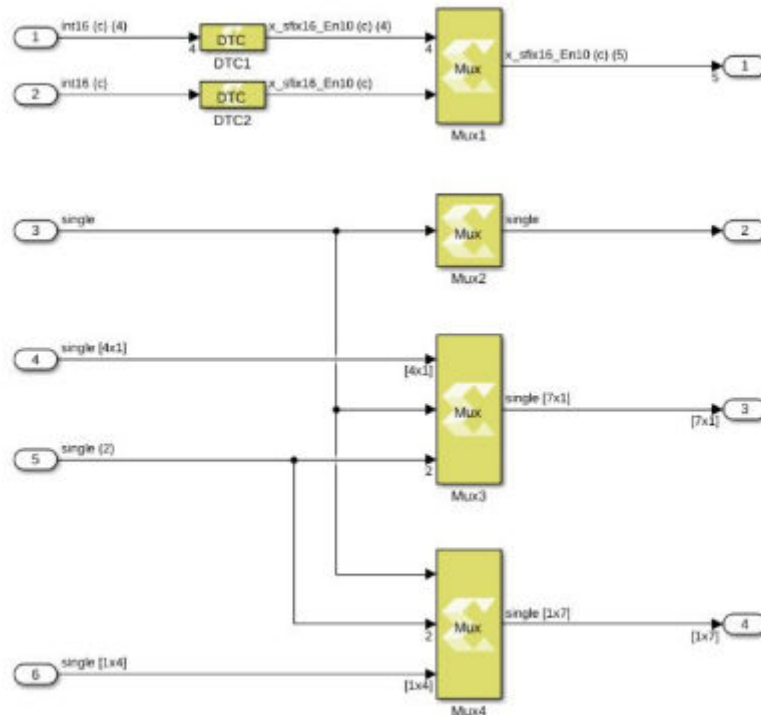 1 int16 (c) (4) 4 DTC x_sfix16_En10 (c) (4) 4
DTC1
Mux x_sfix16_En10 (c) (5) 5 1
2 int16 (c) DTC x_sfix16_En10 (c)
DTC2
Mux1
3 single Mux single 2
Mux2
4 single [4x1] [4x1]
Mux single [7x1] [7x1] 3
5 single (2) 2
Mux3
2 Mux single [1x7] [1x7] 4
6 single [1x4] [1x4]
Mux4